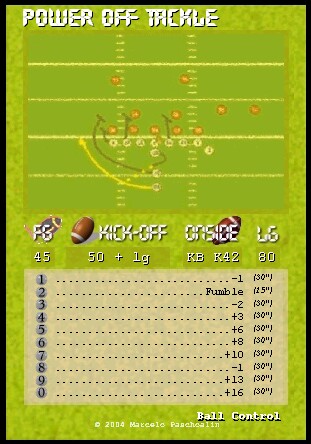 POWER OFF TACKLE
FG KICK-OFF ONSIDE LG
45 50 + lg KB K42 80
1 ..............................-1 (30")
2 ..........................Fumble (15")
3 ..............................-2 (30")
4 ..............................+3 (30")
5 ..............................+6 (30")
6 ..............................+8 (30")
7 .............................+10 (30")
8 ..............................-1 (30")
9 .............................+13 (30")
0 .............................+16 (30")
Ball Control
© 2004 Marcelo Paschoalin